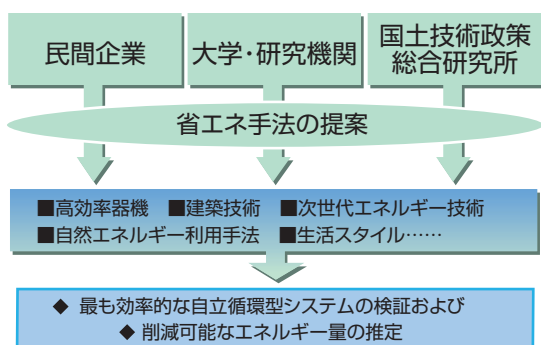 民間企業
大学・研究機関
国土技術政策
総合研究所
省エネ手法の提案
■高効率器機 ■建築技術 ■次世代エネルギー技術
■自然エネルギー利用手法 ■生活スタイル……
◆ 最も効率的な自立循環型システムの検証および
◆ 削減可能なエネルギー量の推定